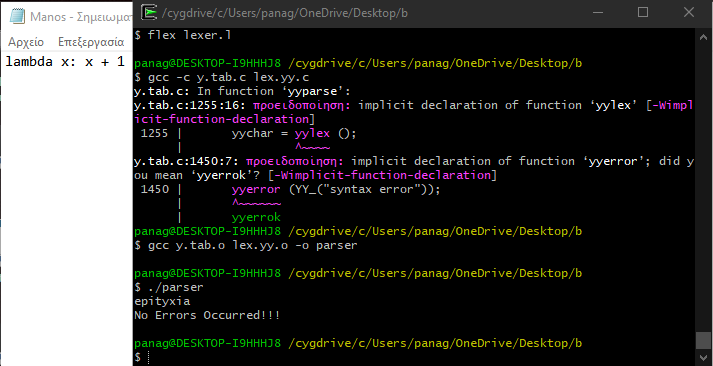 Manos - Σημειωματ
Αρχείο Επεξεργασία
lambda x: x + 1
/cygdrive/c/Users/panag/OneDrive/Desktop/b
$ flex lexer.l
panag@DESKTOP-I9HHHJ8 /cygdrive/c/Users/panag/OneDrive/Desktop/b
$ gcc -c y.tab.c lex.yy.c
y.tab.c: In function ‘yyparse’:
y.tab.c:1255:16: προειδοποίηση: implicit declaration of function ‘yylex’ [-Wimpl
icit-function-declaration]
1255 | yychar = yylex ();
| ^~~~~
y.tab.c:1450:7: προειδοποίηση: implicit declaration of function ‘yyerror’; did y
ou mean ‘yyerrok’? [-Wimplicit-function-declaration]
1450 | yyerror (YY_("syntax error"));
| ^~~~~~~
| yyerrok
panag@DESKTOP-I9HHHJ8 /cygdrive/c/Users/panag/OneDrive/Desktop/b
$ gcc y.tab.o lex.yy.o -o parser
panag@DESKTOP-I9HHHJ8 /cygdrive/c/Users/panag/OneDrive/Desktop/b
$ ./parser
epityxia
No Errors Occurred!!!
panag@DESKTOP-I9HHHJ8 /cygdrive/c/Users/panag/OneDrive/Desktop/b
$